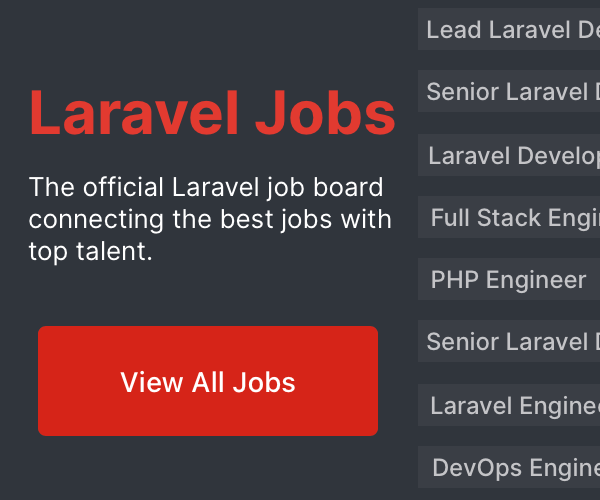 Laravel Jobs
The official Laravel job board
connecting the best jobs with
top talent.
View All Jobs
Lead Laravel
Senior Laravel
Laravel
Full Stack
PHP Engineer
Senior Laravel
Laravel
DevOps